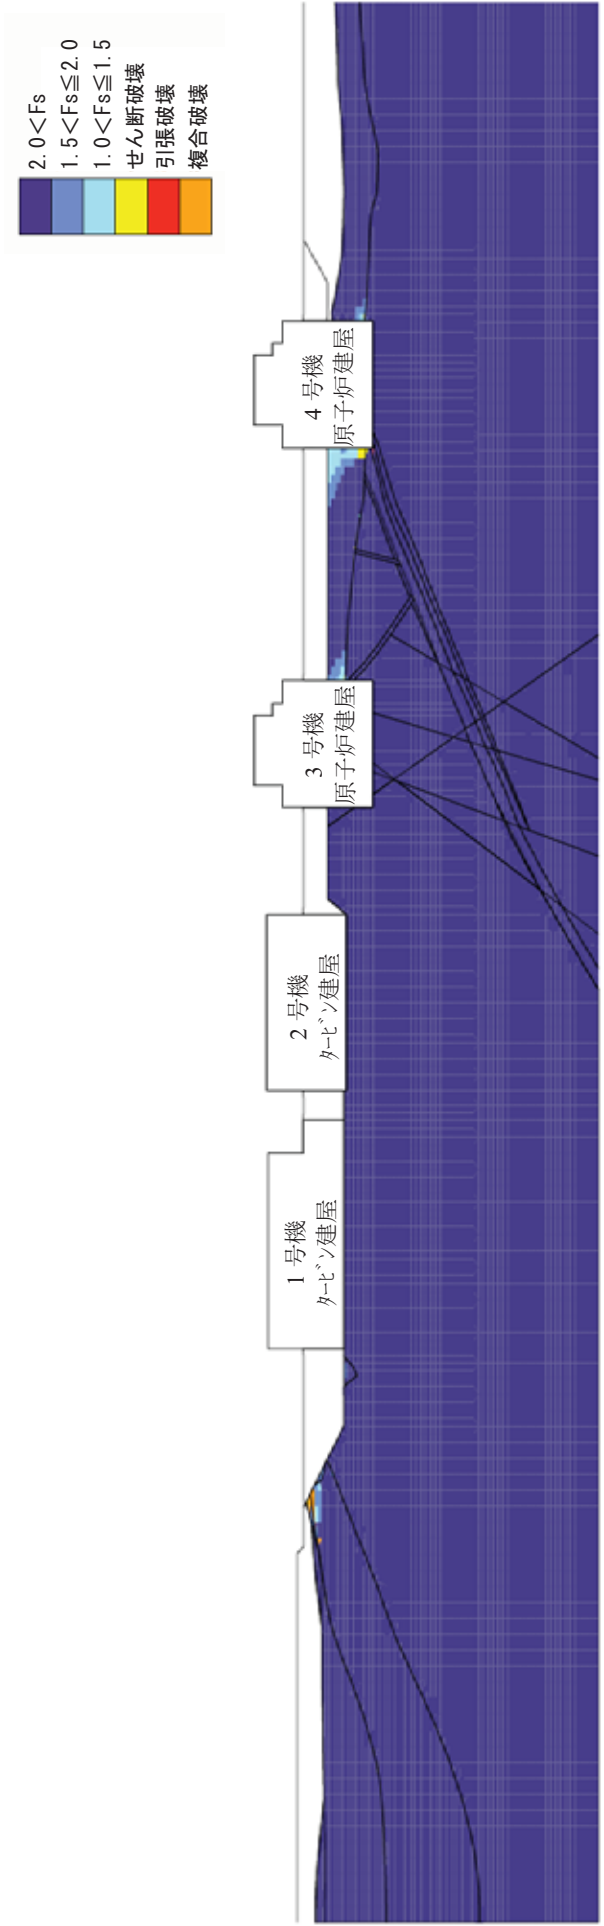 2.0<Fs
1.5<Fs≦2.0
1.0<Fs≦1.5
せん断破壊
引張破壊
複合破壊
1 号機
ﾀｰﾋﾞﾝ建屋
2 号機
ﾀｰﾋﾞﾝ建屋
3 号機
原子炉建屋
4 号機
原子炉建屋